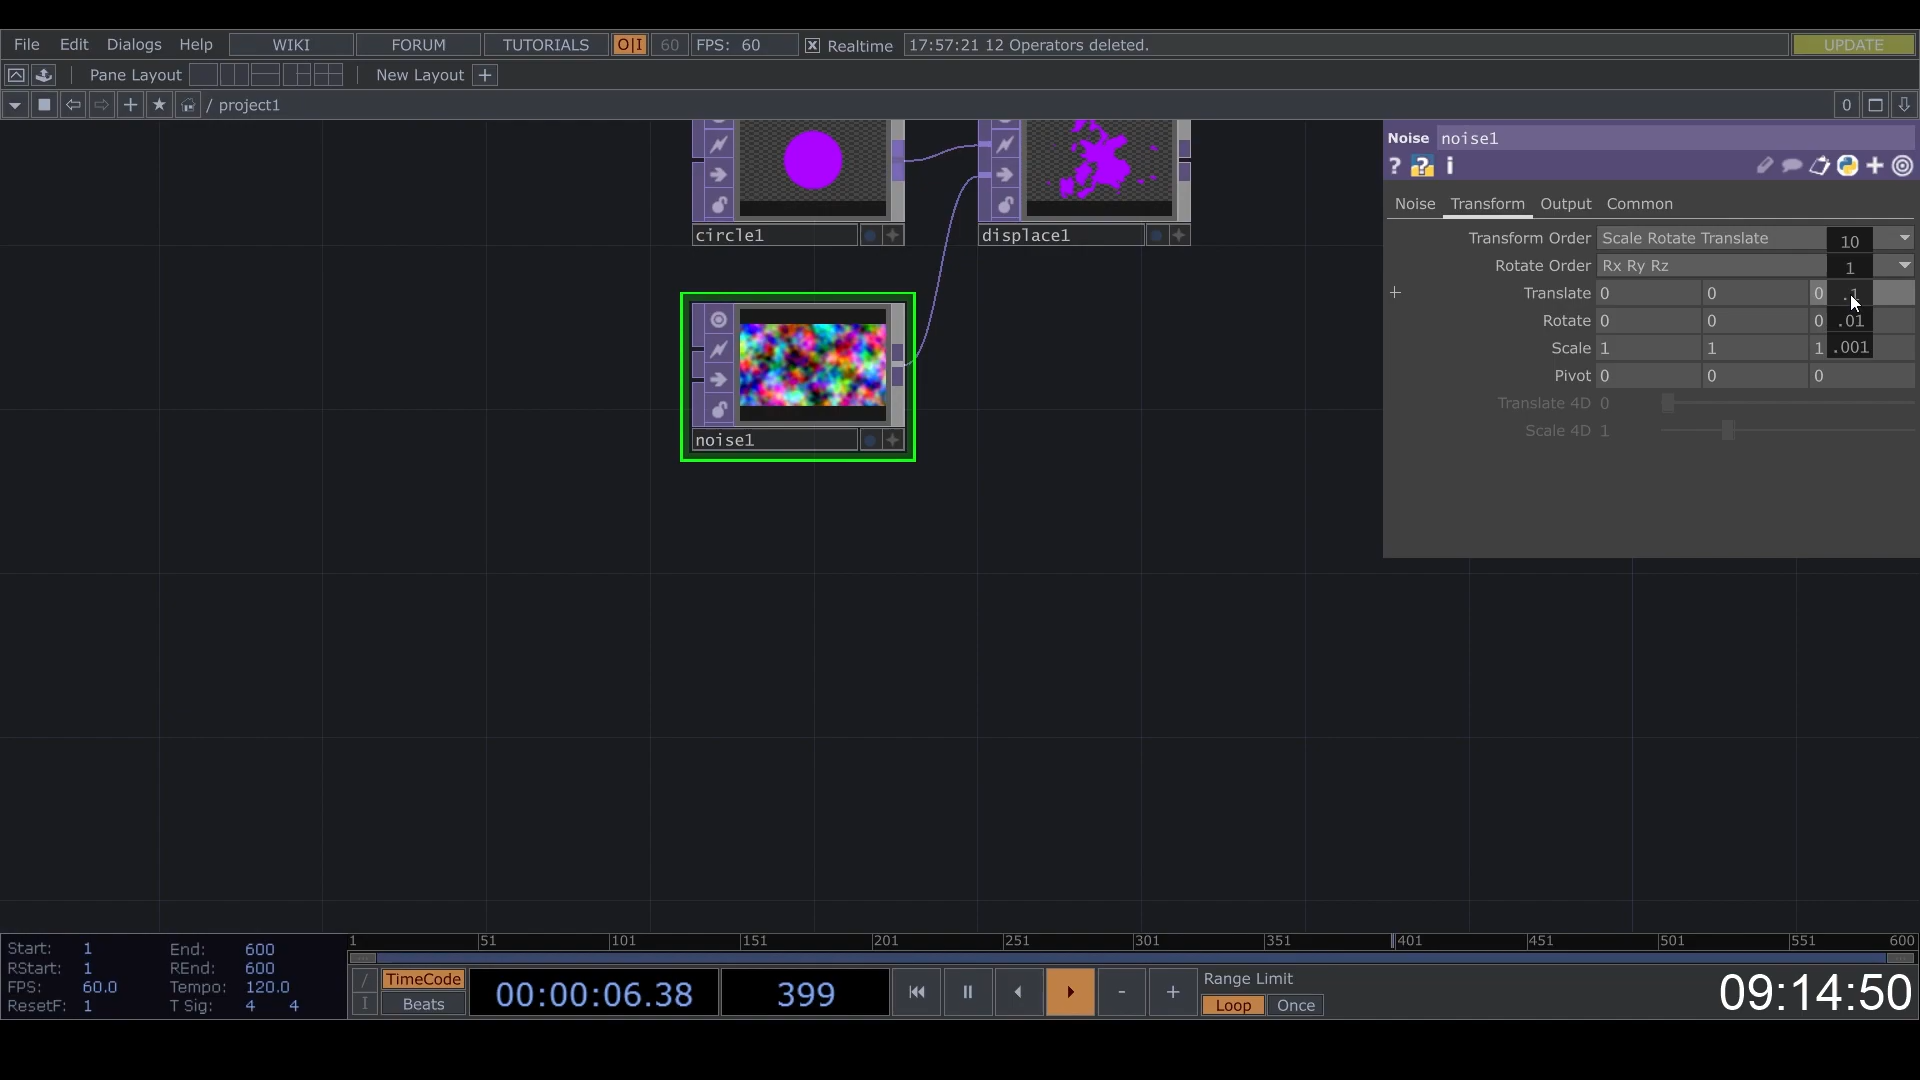 File Edit Dialogs Help WIKI FORUM TUTORIALS O|I 60 FPS: 60 Realtime 17:57:21 12 Operators deleted. UPDATE
Pane Layout New Layout +
/ project1 0
Noise noise1
? ? i
Noise Transform Output Common
Transform Order Scale Rotate Translate 10
Rotate Order Rx Ry Rz 1
Translate 0 0 0 .1
Rotate 0 0 0 .01
Scale 1 1 1 .001
Pivot 0 0 0
Translate 4D 0
Scale 4D 1
circle1
displace1
noise1
1 51 101 151 201 251 301 351 401 451 501 551 600
Start: 1 End: 600
RStart: 1 REnd: 600
FPS: 60.0 Tempo: 120.0
ResetF: 1 T Sig: 4 4
TimeCode
Beats
00:00:06.38
399
- +
Range Limit
Loop Once
09:14:50